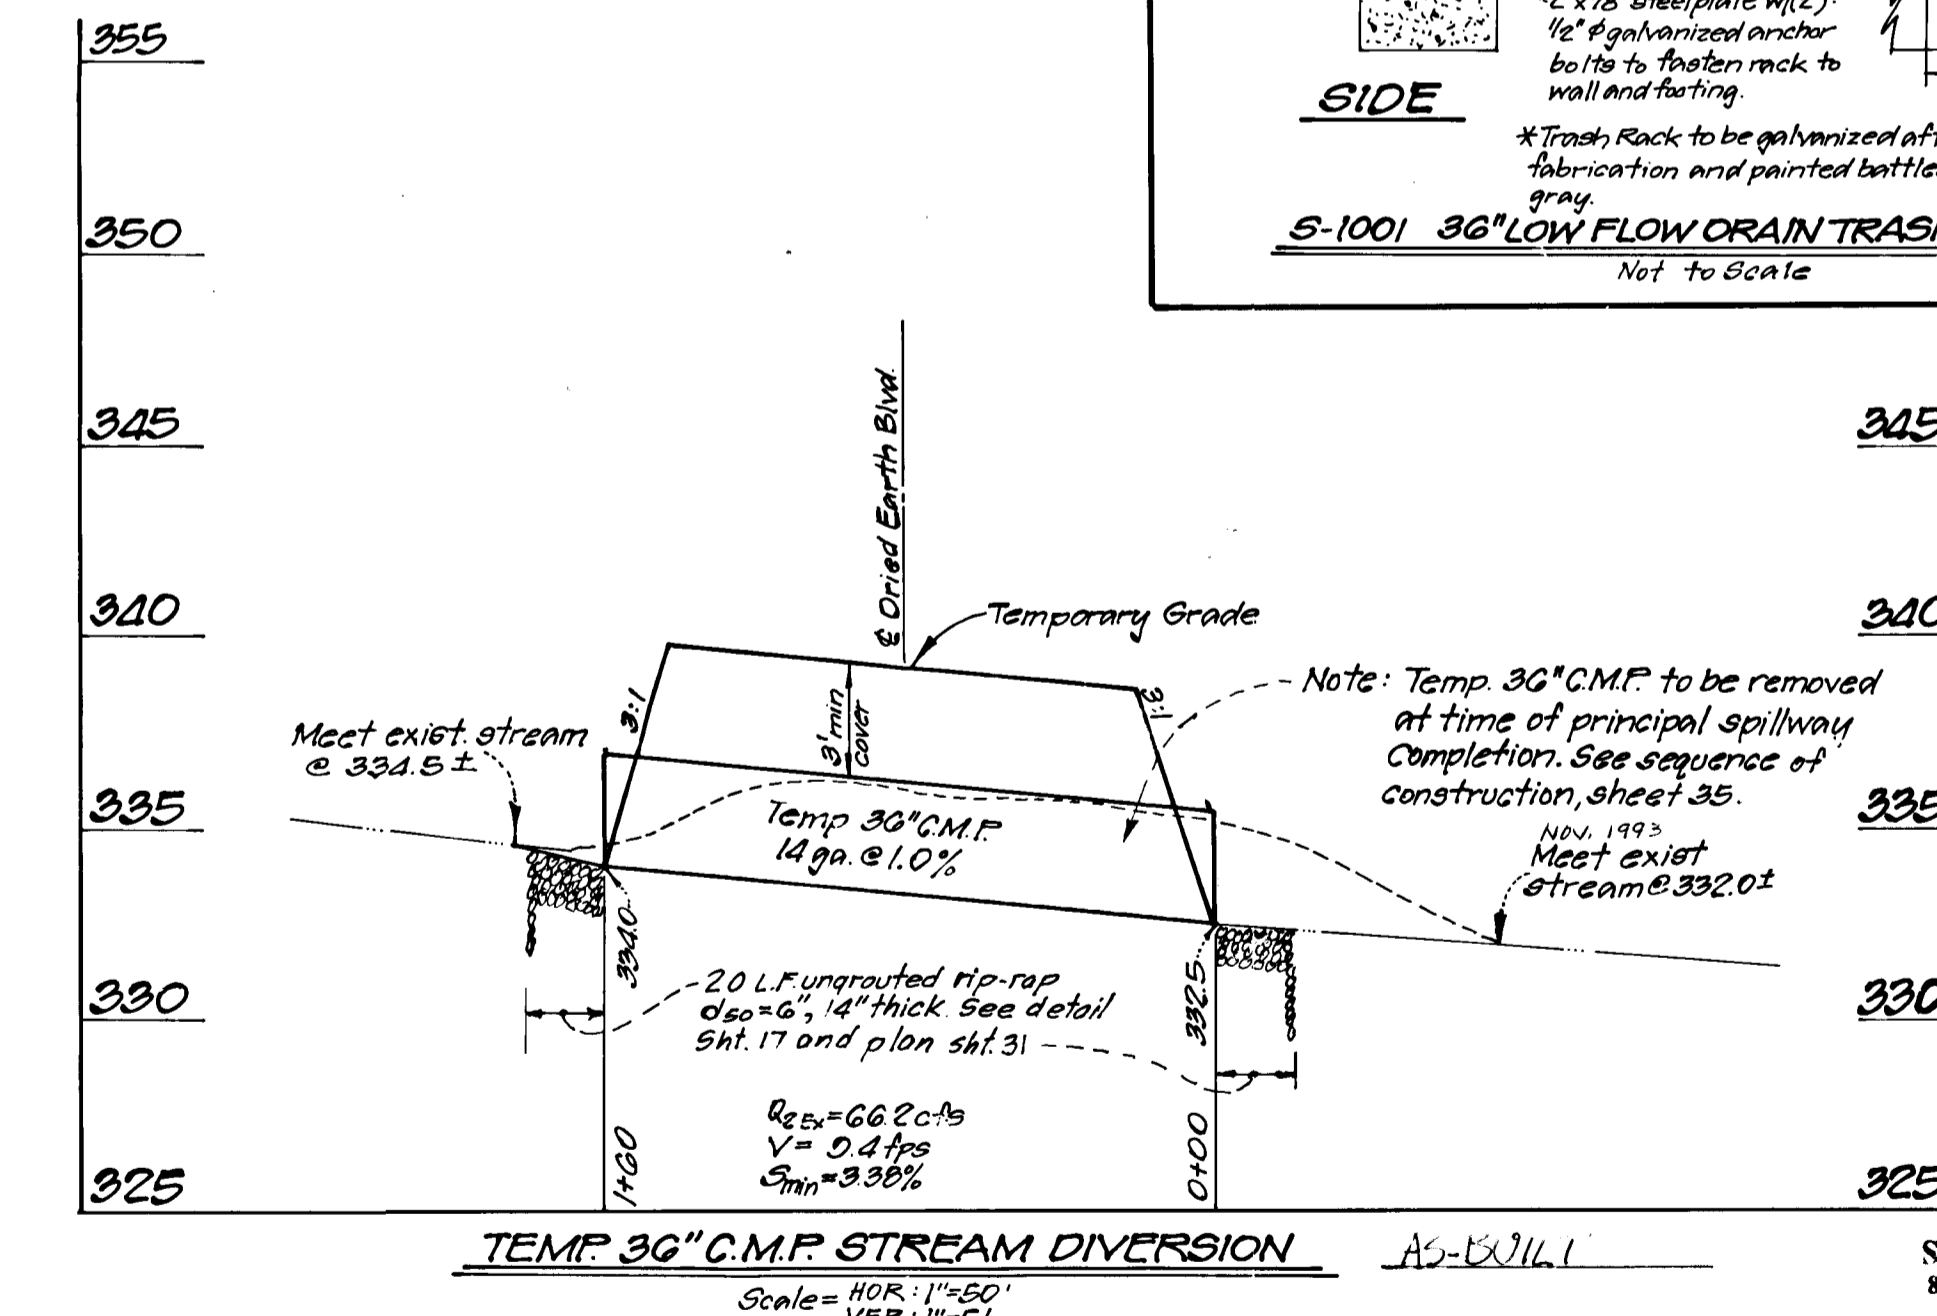 355
350
345
340
335
330
325
SIDE
1/2" ϕ galvanized anchor
bolts to fasten rack to
wall and footing.
*Trash Rack to be galvanized
fabrication and painted
gray.
S-1001 36" LOW FLOW DRAIN
Not to Scale
345
340
335
330
325
℄ Dried Earth Blvd.
Temporary Grade
3:1
3' min
cover
3:1
Meet exist. stream
@ 334.5 ±
Note: Temp. 36" C.M.P. to be removed
at time of principal spillway
completion. See sequence of
construction, sheet 35.
NOV. 1993
Meet exist
stream @ 332.0 ±
Temp 36" C.M.P.
14 ga. @ 1.0%
334.0
332.5
20 L.F. ungrouted rip-rap
d50=6", 14" thick. See detail
Sht. 17 and plan sht. 31
Q2 Ex = 66.2 cfs
V = 9.4 fps
Smin = 3.38%
1+60
0+00
TEMP. 36" C.M.P. STREAM DIVERSION
AS-BUILT
Scale = HOR: 1"=50'